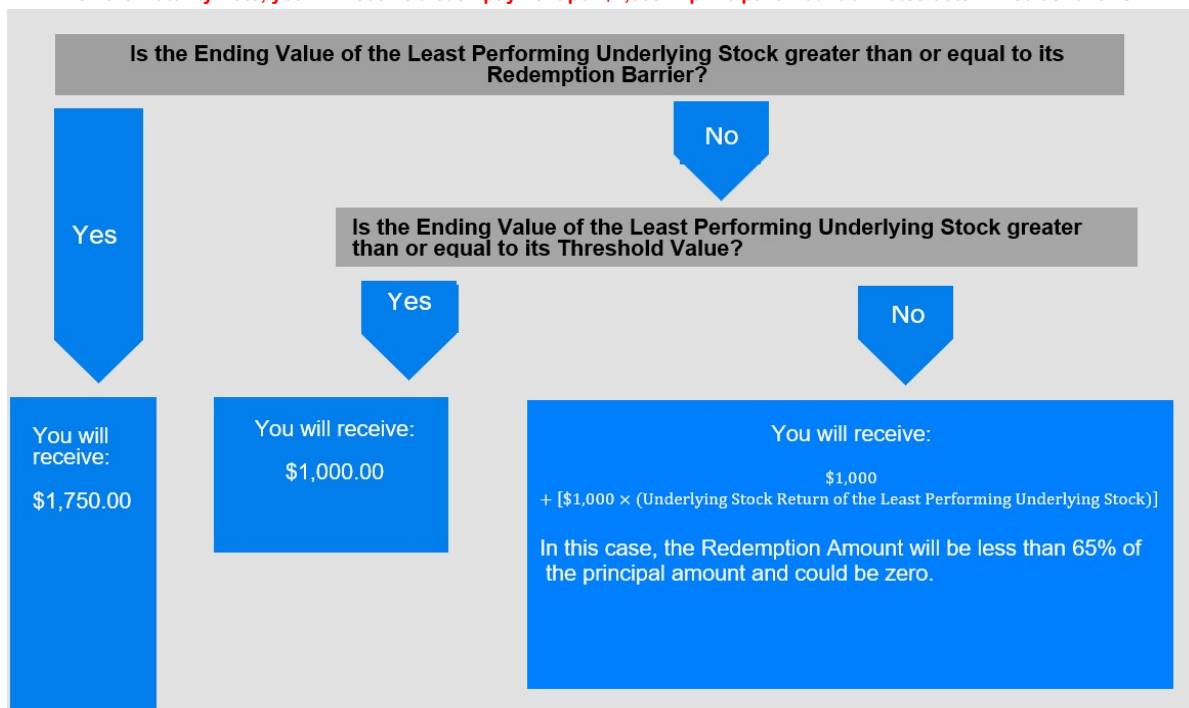 Is the Ending Value of the Least Performing Underlying Stock greater than or equal to its
Redemption Barrier?
No
Yes
Is the Ending Value of the Least Performing Underlying Stock greater
than or equal to its Threshold Value?
Yes
No
You will
receive:
$1,750.00
You will receive:
$1,000.00
You will receive:
$1,000
+ [$1,000 × (Underlying Stock Return of the Least Performing Underlying Stock)]
In this case, the Redemption Amount will be less than 65% of
the principal amount and could be zero.